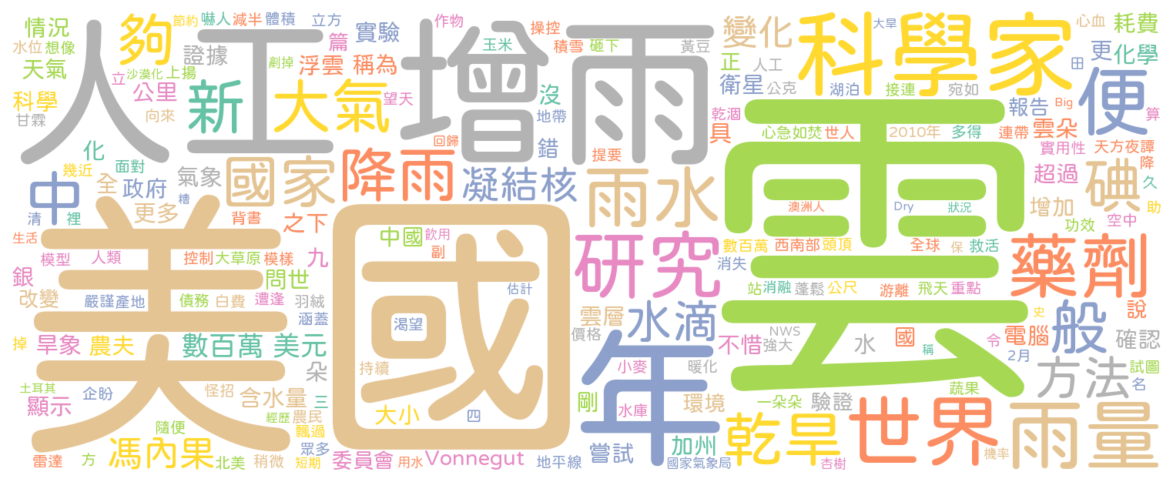 情況 節約 嚇人 減半 體積 立方 作物 操控 心血 大旱
水位 想像 夠 證據 篇 實驗 玉米 積雪 砸下 黃豆 變化 科學家 耗費
天氣 浮雲 稱為 正 人工 田 更 化學
科學 立 沙漠化 上揚 剷掉 衛星 公克 湖泊 接連 宛如 便
甘霖 公里 向來 新 大氣 望天 沒 地帶 乾涸 報告 Big 算
人工 增雨 具 心急如焚 世人 2010年 多得 連帶 雲朵
化 面對 回歸 錯 提要 實用性 天方夜譚 降
幾近 全 政府 氣象 國家 降雨 凝結核 雨水 雲 超過 碘 久
中 清 裡 糟 更多 背書 之下 澳洲人 Dry 狀況 增加 空中 助
生活 中國 飲用 功效
模型 人類 控制 大草原 模樣 九 副 研究 數百萬 西南部 頭頂 全球 保 救活 藥劑
銀 嚴謹 產地 問世 估計 消失 游離 飛天 重點
改變 債務 白費 遭逢 羽絨 站 消融 蓬鬆 公尺
掉 美 涵蓋 國 渴望 雲層 水滴 價格 NWS 國 史 說
旱象 農夫 數百萬 美元 不惜 強大 水 稱 電腦 般 確認
土耳其 企盼 怪招 朵 持續 年 小麥 暖化 令 2月 試圖
顯示 含水量 三 大小 剛 環境 一朵朵 蔬果 方法 名
經歷 農民 四 水庫 驗證
隨便 飄過 嘗試 加州 乾旱 世界 雨量
雷達 方 馮內果 北美 稍微 眾多 短期 委員會 用水 Vonnegut 地平線 國家氣象局 杏樹 機率